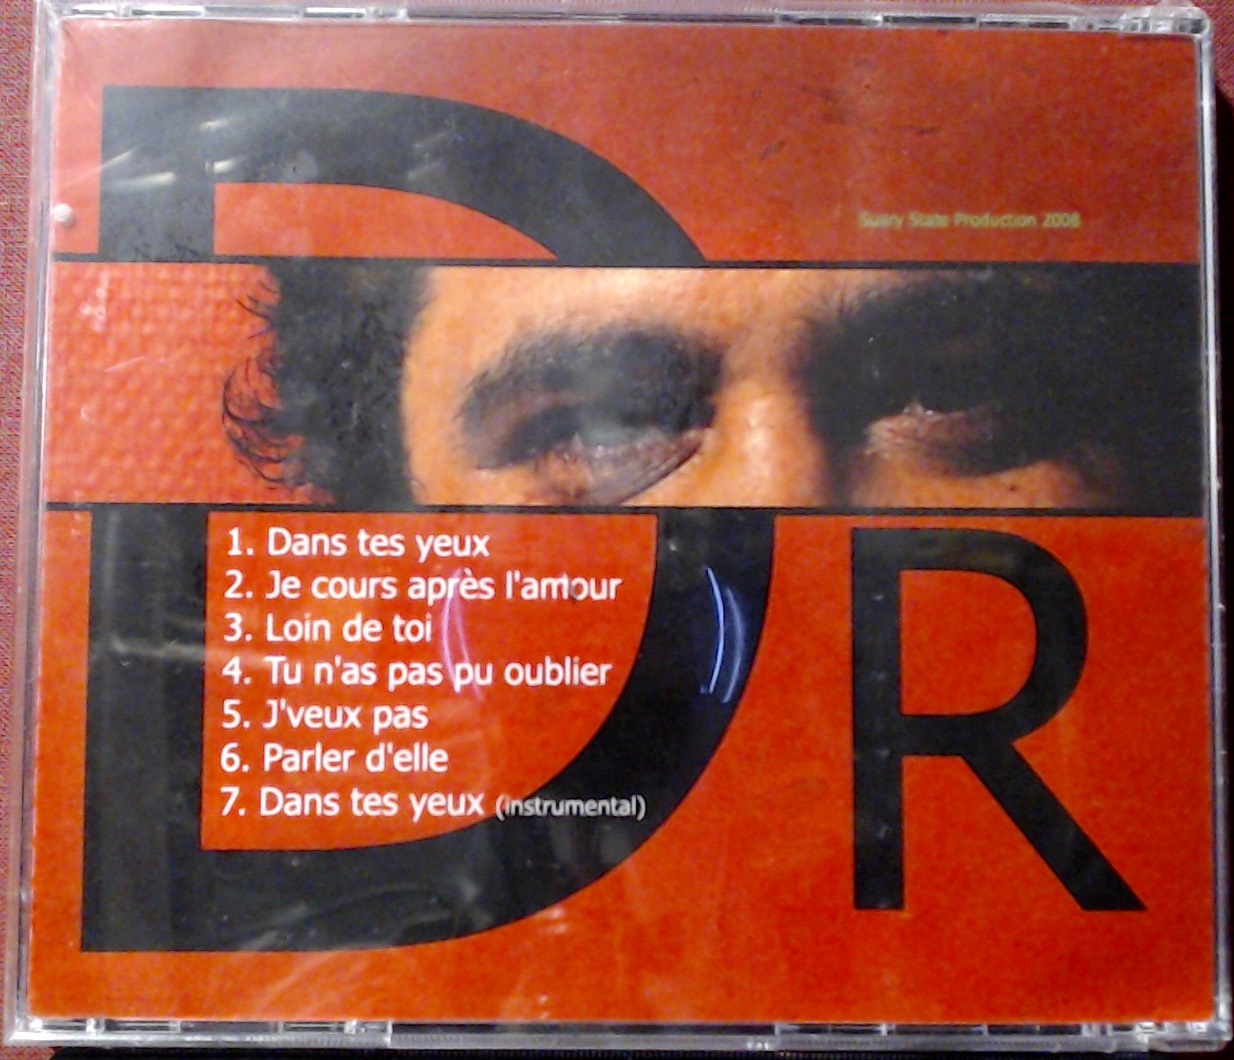 D
State Production 2008
1. Dans tes yeux
2. Je cours après l'amour
3. Loin de toi
4. Tu n'as pas pu oublier
5. J'veux pas
6. Parler d'elle
7. Dans tes yeux (instrumental)
R